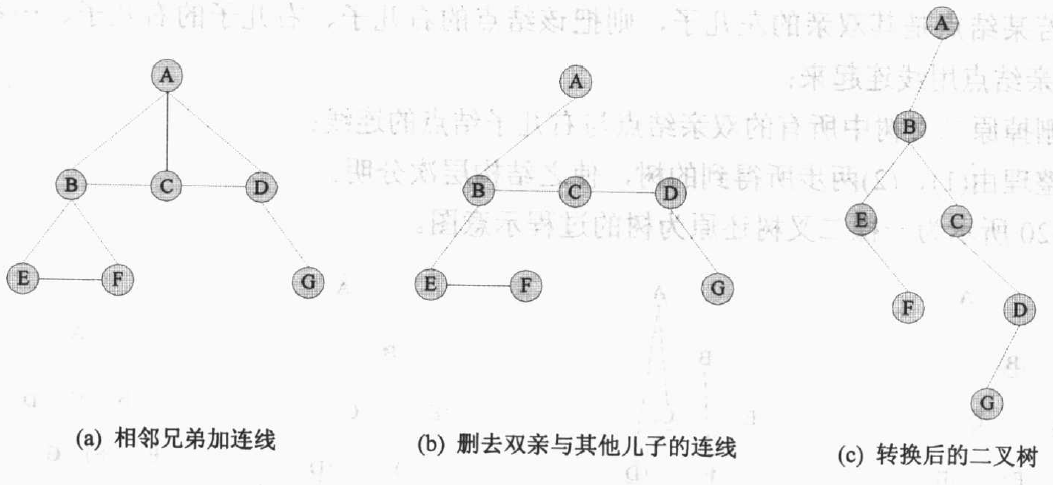 A
B C D
E F G
(a) 相邻兄弟加连线
A
B C D
E F G
(b) 删去双亲与其他儿子的连线
A
B
E C
F D
G
(c) 转换后的二叉树